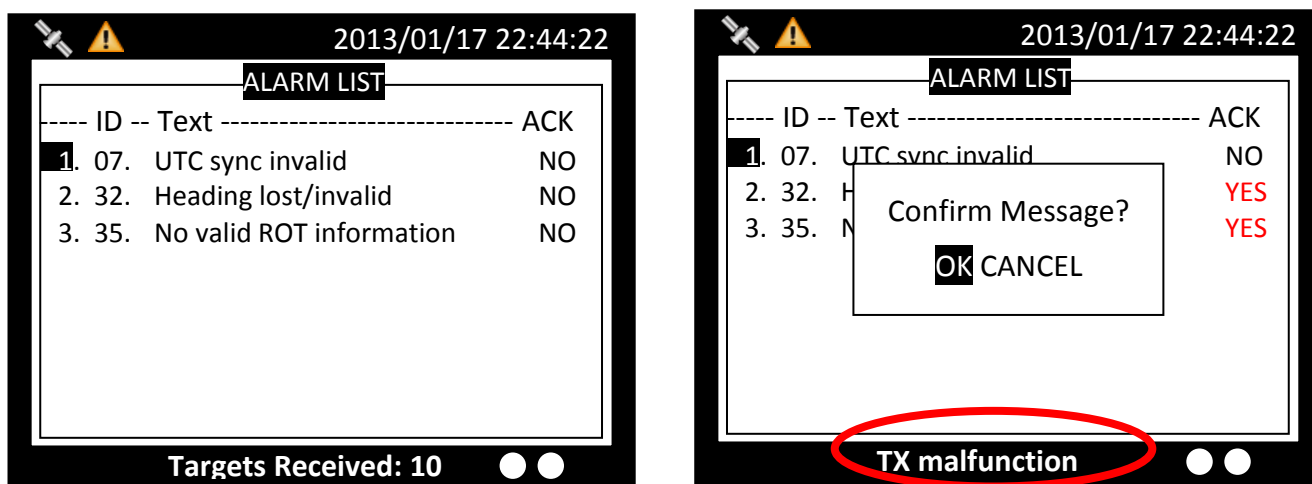 2013/01/17 22:44:22
ALARM LIST
----- ID -- Text ------------------------------ ACK
1. 07. UTC sync invalid NO
2. 32. Heading lost/invalid NO
3. 35. No valid ROT information NO
Targets Received: 10
2013/01/17 22:44:22
ALARM LIST
----- ID -- Text ------------------------------ ACK
1. 07. UTC sync invalid NO
2. 32. H YES
3. 35. N YES
Confirm Message?
OK CANCEL
TX malfunction